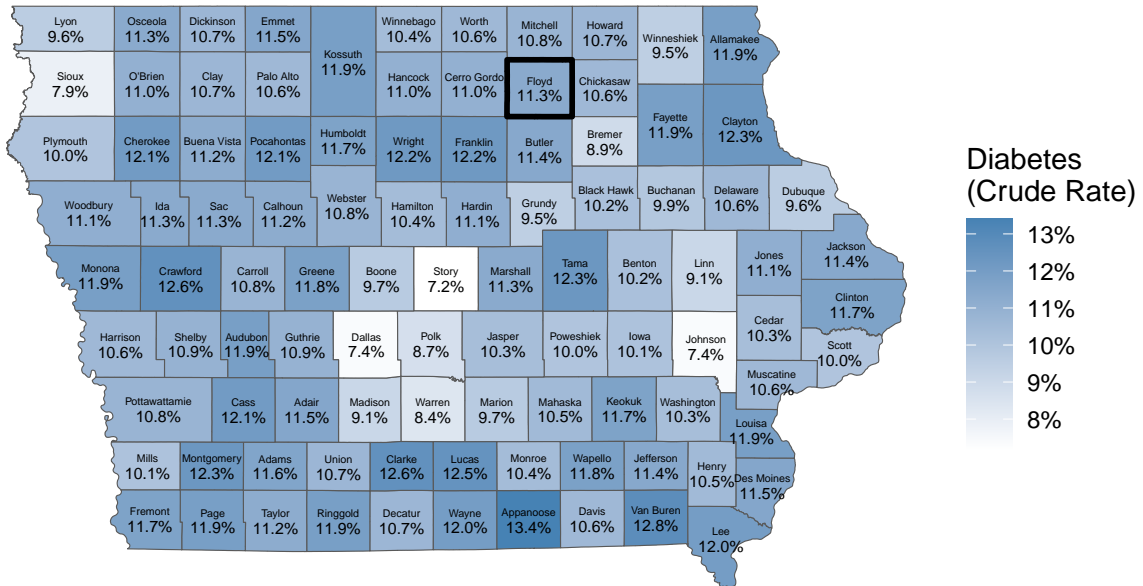 Lyon
9.6%
Osceola
11.3%
Dickinson
10.7%
Emmet
11.5%
Kossuth
11.9%
Winnebago
10.4%
Worth
10.6%
Mitchell
10.8%
Howard
10.7%
Winneshiek
9.5%
Allamakee
11.9%
Sioux
7.9%
O'Brien
11.0%
Clay
10.7%
Palo Alto
10.6%
Hancock
11.0%
Cerro Gordo
11.0%
Floyd
11.3%
Chickasaw
10.6%
Fayette
11.9%
Clayton
12.3%
Plymouth
10.0%
Cherokee
12.1%
Buena Vista
11.2%
Pocahontas
12.1%
Humboldt
11.7%
Wright
12.2%
Franklin
12.2%
Butler
11.4%
Bremer
8.9%
Woodbury
11.1%
Ida
11.3%
Sac
11.3%
Calhoun
11.2%
Webster
10.8%
Hamilton
10.4%
Hardin
11.1%
Grundy
9.5%
Black Hawk
10.2%
Buchanan
9.9%
Delaware
10.6%
Dubuque
9.6%
Monona
11.9%
Crawford
12.6%
Carroll
10.8%
Greene
11.8%
Boone
9.7%
Story
7.2%
Marshall
11.3%
Tama
12.3%
Benton
10.2%
Linn
9.1%
Jones
11.1%
Jackson
11.4%
Clinton
11.7%
Harrison
10.6%
Shelby
10.9%
Audubon
11.9%
Guthrie
10.9%
Dallas
7.4%
Polk
8.7%
Jasper
10.3%
Poweshiek
10.0%
Iowa
10.1%
Johnson
7.4%
Cedar
10.3%
Scott
10.0%
Muscatine
10.6%
Pottawattamie
10.8%
Cass
12.1%
Adair
11.5%
Madison
9.1%
Warren
8.4%
Marion
9.7%
Mahaska
10.5%
Keokuk
11.7%
Washington
10.3%
Louisa
11.9%
Mills
10.1%
Montgomery
12.3%
Adams
11.6%
Union
10.7%
Clarke
12.6%
Lucas
12.5%
Monroe
10.4%
Wapello
11.8%
Jefferson
11.4%
Henry
10.5%
Des Moines
11.5%
Fremont
11.7%
Page
11.9%
Taylor
11.2%
Ringgold
11.9%
Decatur
10.7%
Wayne
12.0%
Appanoose
13.4%
Davis
10.6%
Van Buren
12.8%
Lee
12.0%
Diabetes
(Crude Rate)
13%
12%
11%
10%
9%
8%